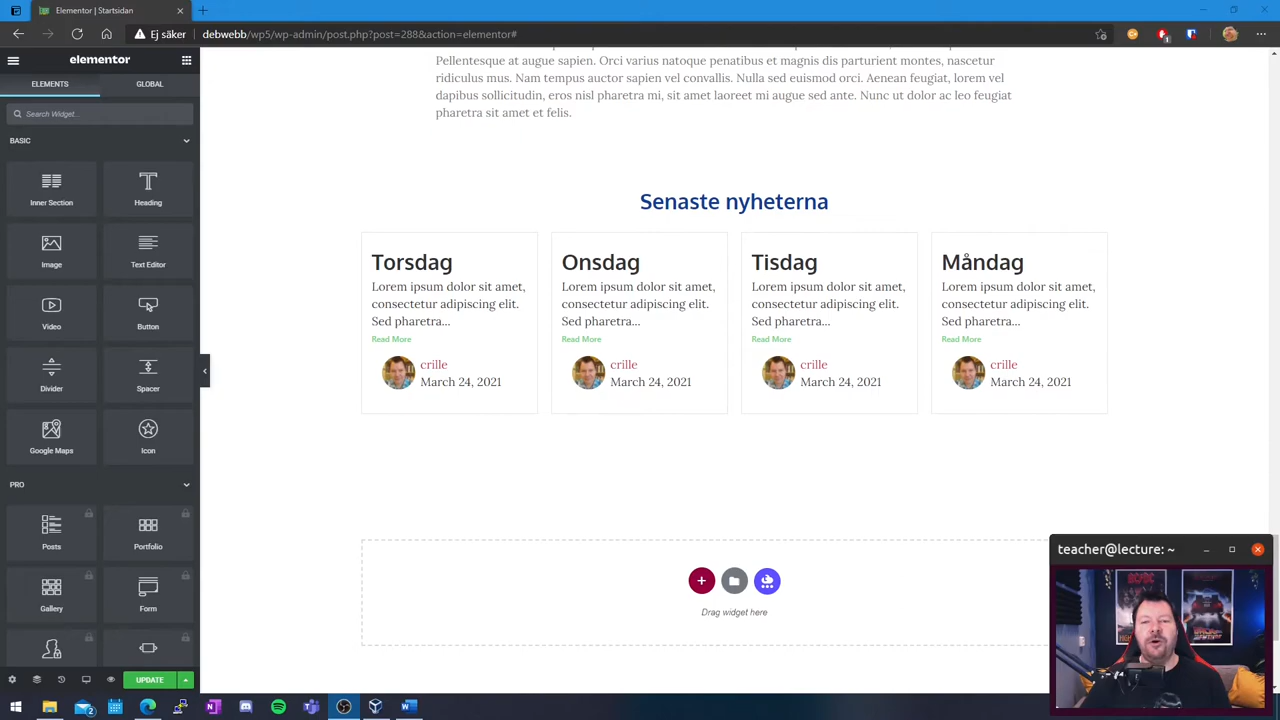 Elementor | Startsidan
Ej säker
debwebb/wp5/wp-admin/post.php?post=288&action=elementor#
elementor
ELEMENTS
GLOBAL
Search Widget...
BASIC
Inner Section
Heading
Image
Text Editor
Video
Button
Divider
Spacer
Google Maps
Icon
PRO
Posts
Portfolio
Gallery
Form
UPDATE
Pellentesque at augue sapien. Orci varius natoque penatibus et magnis dis parturient montes, nascetur
ridiculus mus. Nam tempus auctor sapien vel convallis. Nulla sed euismod orci. Aenean feugiat, lorem vel
dapibus sollicitudin, eros nisl pharetra mi, sit amet laoreet mi augue sed ante. Nunc ut dolor ac leo feugiat
pharetra sit amet et felis.
Senaste nyheterna
Torsdag
Lorem ipsum dolor sit amet,
consectetur adipiscing elit.
Sed pharetra...
Read More
crille
March 24, 2021
Onsdag
Lorem ipsum dolor sit amet,
consectetur adipiscing elit.
Sed pharetra...
Read More
crille
March 24, 2021
Tisdag
Lorem ipsum dolor sit amet,
consectetur adipiscing elit.
Sed pharetra...
Read More
crille
March 24, 2021
Måndag
Lorem ipsum dolor sit amet,
consectetur adipiscing elit.
Sed pharetra...
Read More
crille
March 24, 2021
Drag widget here
teacher@lecture: ~
AC/DC